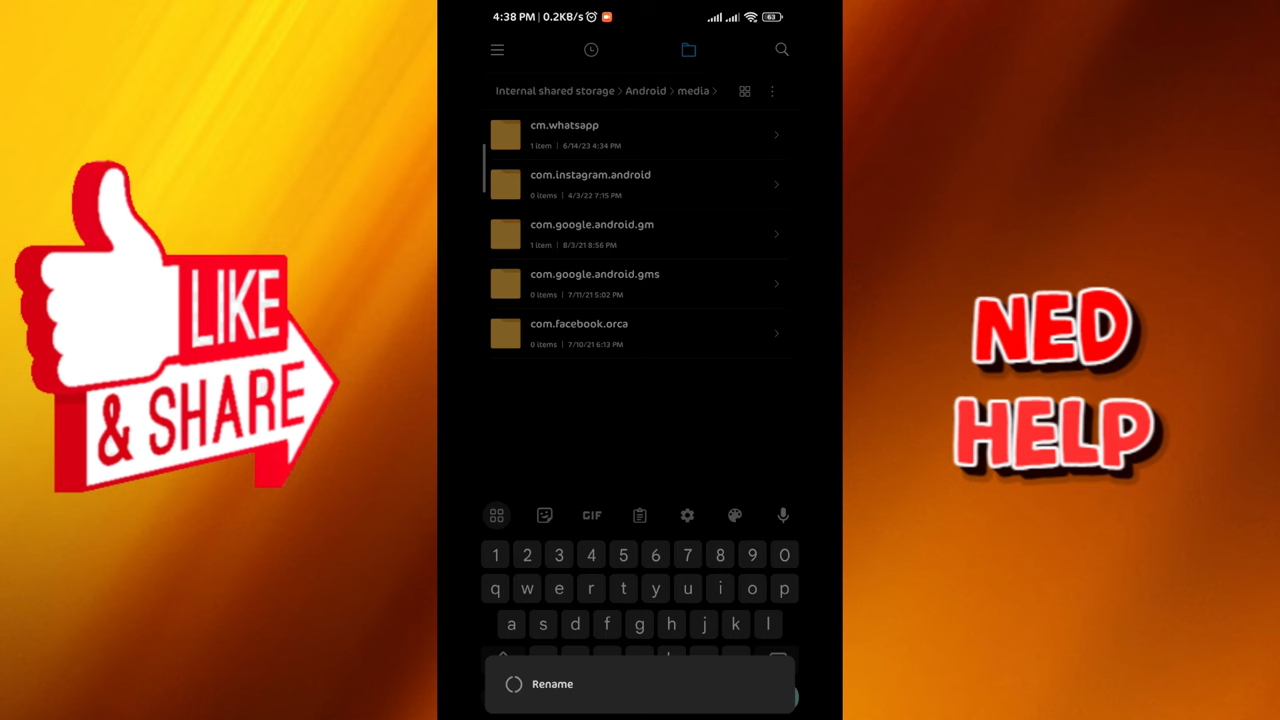 LIKE
& SHARE
4:38 PM | 0.2KB/s
63
Internal shared storage > Android > media >
cm.whatsapp
1 item | 6/14/23 4:34 PM
com.instagram.android
0 items | 4/3/22 7:15 PM
com.google.android.gm
1 item | 8/3/21 8:56 PM
com.google.android.gms
0 items | 7/11/21 5:02 PM
com.facebook.orca
0 items | 7/10/21 6:13 PM
GIF
1 2 3 4 5 6 7 8 9 0
q w e r t y u i o p
a s d f g h j k l
Rename
NED
HELP